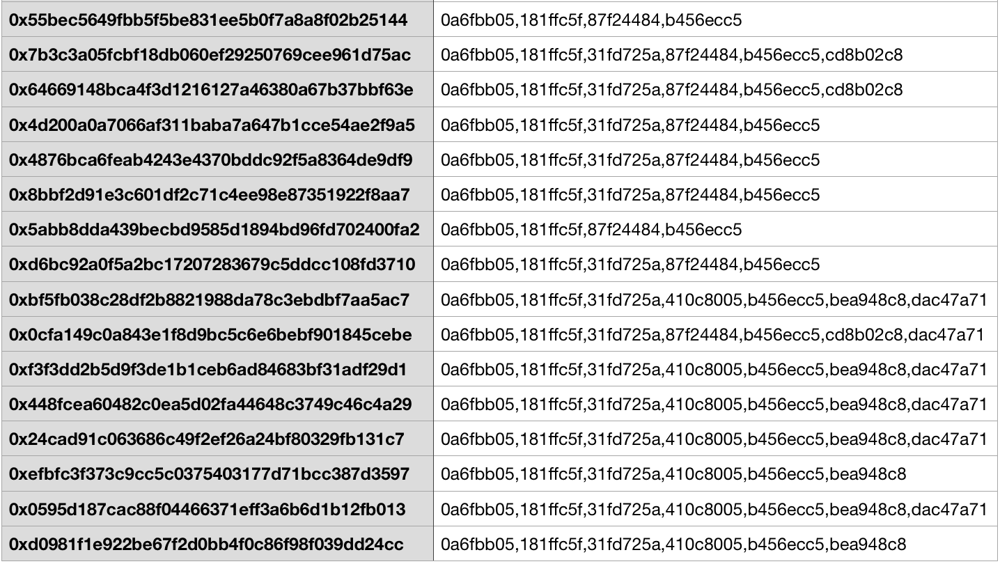 0x55bec5649fbb5f5be831ee5b0f7a8a8f02b25144 0a6fbb05,181ffc5f,87f24484,b456ecc5
0x7b3c3a05fcbf18db060ef29250769cee961d75ac 0a6fbb05,181ffc5f,31fd725a,87f24484,b456ecc5,cd8b02c8
0x64669148bca4f3d1216127a46380a67b37bbf63e 0a6fbb05,181ffc5f,31fd725a,87f24484,b456ecc5,cd8b02c8
0x4d200a0a7066af311baba7a647b1cce54ae2f9a5 0a6fbb05,181ffc5f,31fd725a,87f24484,b456ecc5
0x4876bca6feab4243e4370bddc92f5a8364de9df9 0a6fbb05,181ffc5f,31fd725a,87f24484,b456ecc5
0x8bbf2d91e3c601df2c71c4ee98e87351922f8aa7 0a6fbb05,181ffc5f,31fd725a,87f24484,b456ecc5
0x5abb8dda439becbd9585d1894bd96fd702400fa2 0a6fbb05,181ffc5f,87f24484,b456ecc5
0xd6bc92a0f5a2bc17207283679c5ddcc108fd3710 0a6fbb05,181ffc5f,31fd725a,87f24484,b456ecc5
0xbf5fb038c28df2b8821988da78c3ebdbf7aa5ac7 0a6fbb05,181ffc5f,31fd725a,410c8005,b456ecc5,bea948c8,dac47a71
0x0cfa149c0a843e1f8d9bc5c6e6bebf901845cebe 0a6fbb05,181ffc5f,31fd725a,87f24484,b456ecc5,cd8b02c8,dac47a71
0xf3f3dd2b5d9f3de1b1ceb6ad84683bf31adf29d1 0a6fbb05,181ffc5f,31fd725a,410c8005,b456ecc5,bea948c8,dac47a71
0x448fcea60482c0ea5d02fa44648c3749c46c4a29 0a6fbb05,181ffc5f,31fd725a,410c8005,b456ecc5,bea948c8,dac47a71
0x24cad91c063686c49f2ef26a24bf80329fb131c7 0a6fbb05,181ffc5f,31fd725a,410c8005,b456ecc5,bea948c8,dac47a71
0xefbfc3f373c9cc5c0375403177d71bcc387d3597 0a6fbb05,181ffc5f,31fd725a,410c8005,b456ecc5,bea948c8
0x0595d187cac88f04466371eff3a6b6d1b12fb013 0a6fbb05,181ffc5f,31fd725a,410c8005,b456ecc5,bea948c8,dac47a71
0xd0981f1e922be67f2d0bb4f0c86f98f039dd24cc 0a6fbb05,181ffc5f,31fd725a,410c8005,b456ecc5,bea948c8